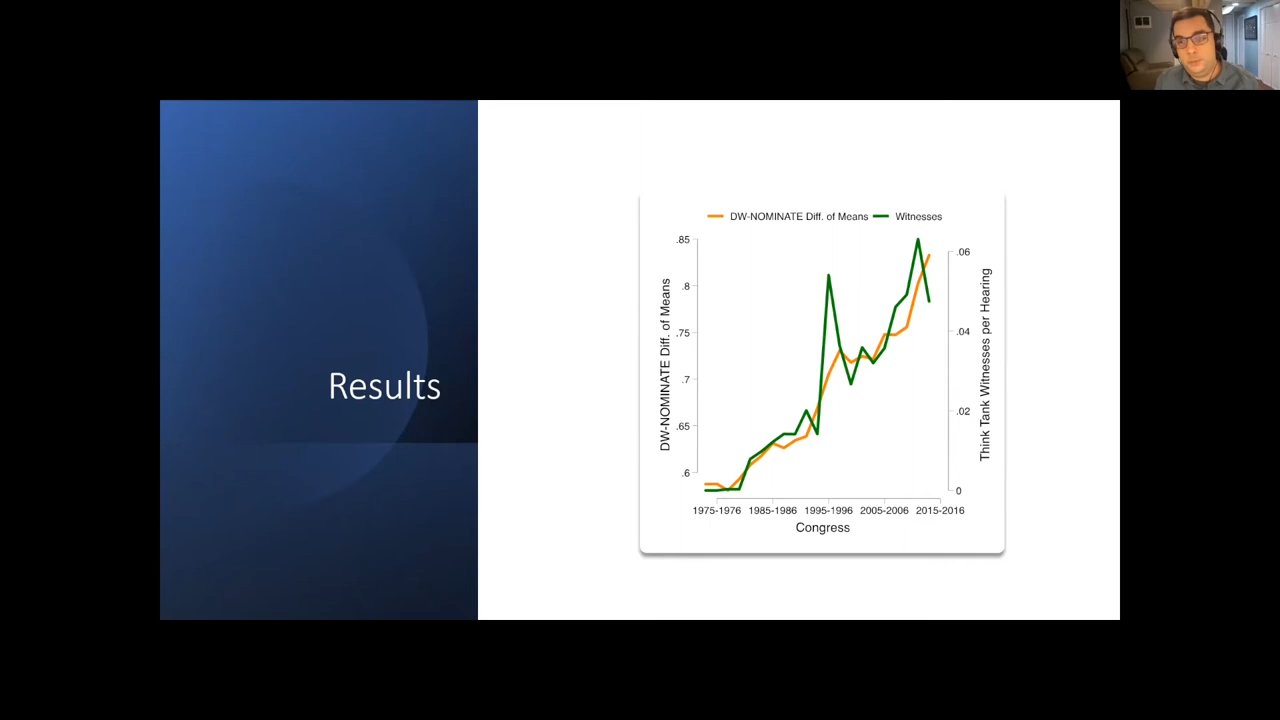 Results
DW-NOMINATE Diff. of Means Witnesses
.85
.8
.75
.7
.65
.6
DW-NOMINATE Diff. of Means
.06
.04
.02
0
Think Tank Witnesses per Hearing
1975-1976 1985-1986 1995-1996 2005-2006 2015-2016
Congress